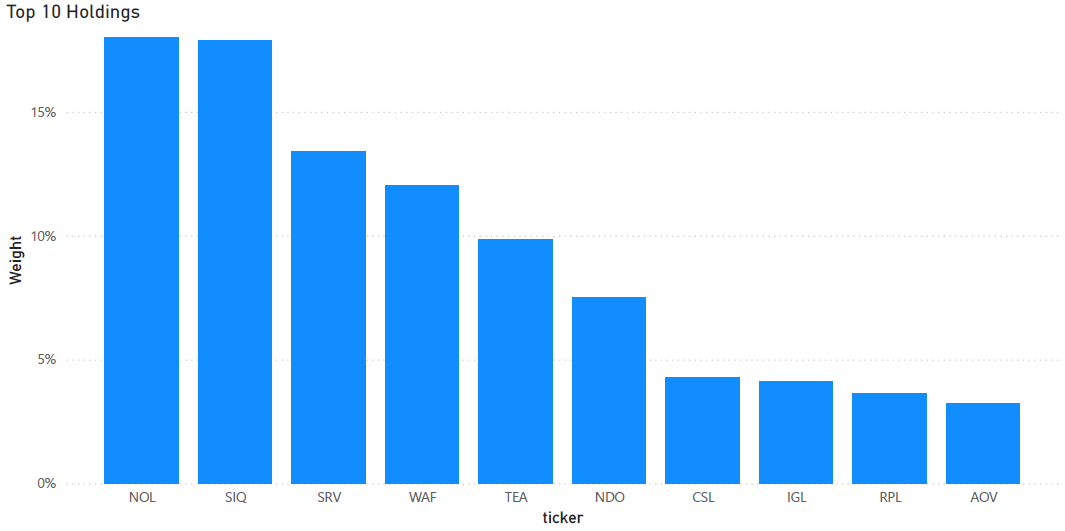 Top 10 Holdings
Weight
15%
10%
5%
0%
NOL SIQ SRV WAF TEA NDO CSL IGL RPL AOV
ticker